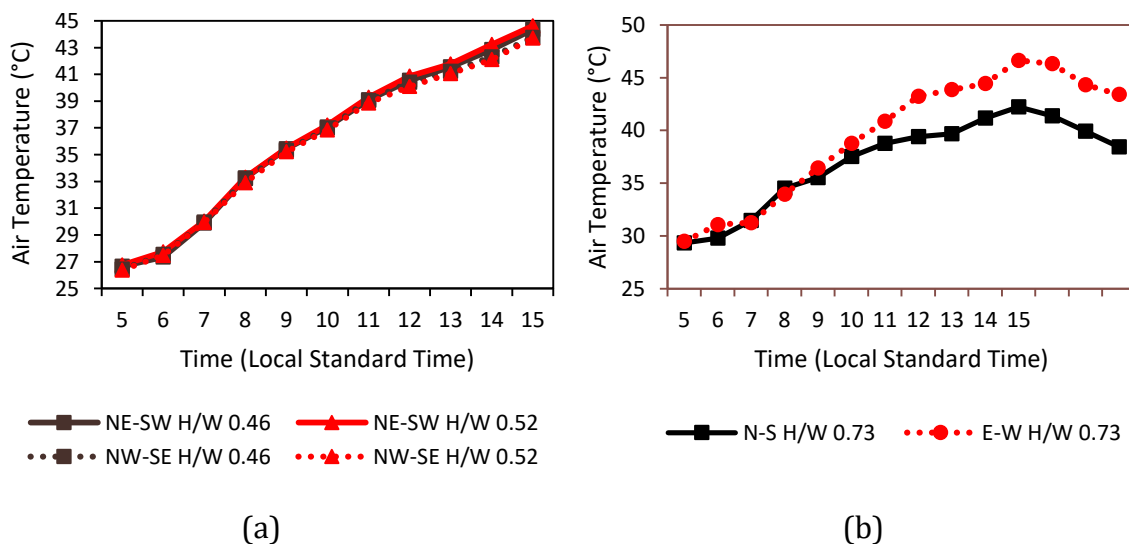 45
43
41
39
37
35
33
31
29
27
25
Air Temperature (°C)
5 6 7 8 9 10 11 12 13 14 15
Time (Local Standard Time)
NE-SW H/W 0.46
NE-SW H/W 0.52
NW-SE H/W 0.46
NW-SE H/W 0.52
(a)
50
45
40
35
30
25
Air Temperature (°C)
5 6 7 8 9 10 11 12 13 14 15
Time (Local Standard Time)
N-S H/W 0.73
E-W H/W 0.73
(b)